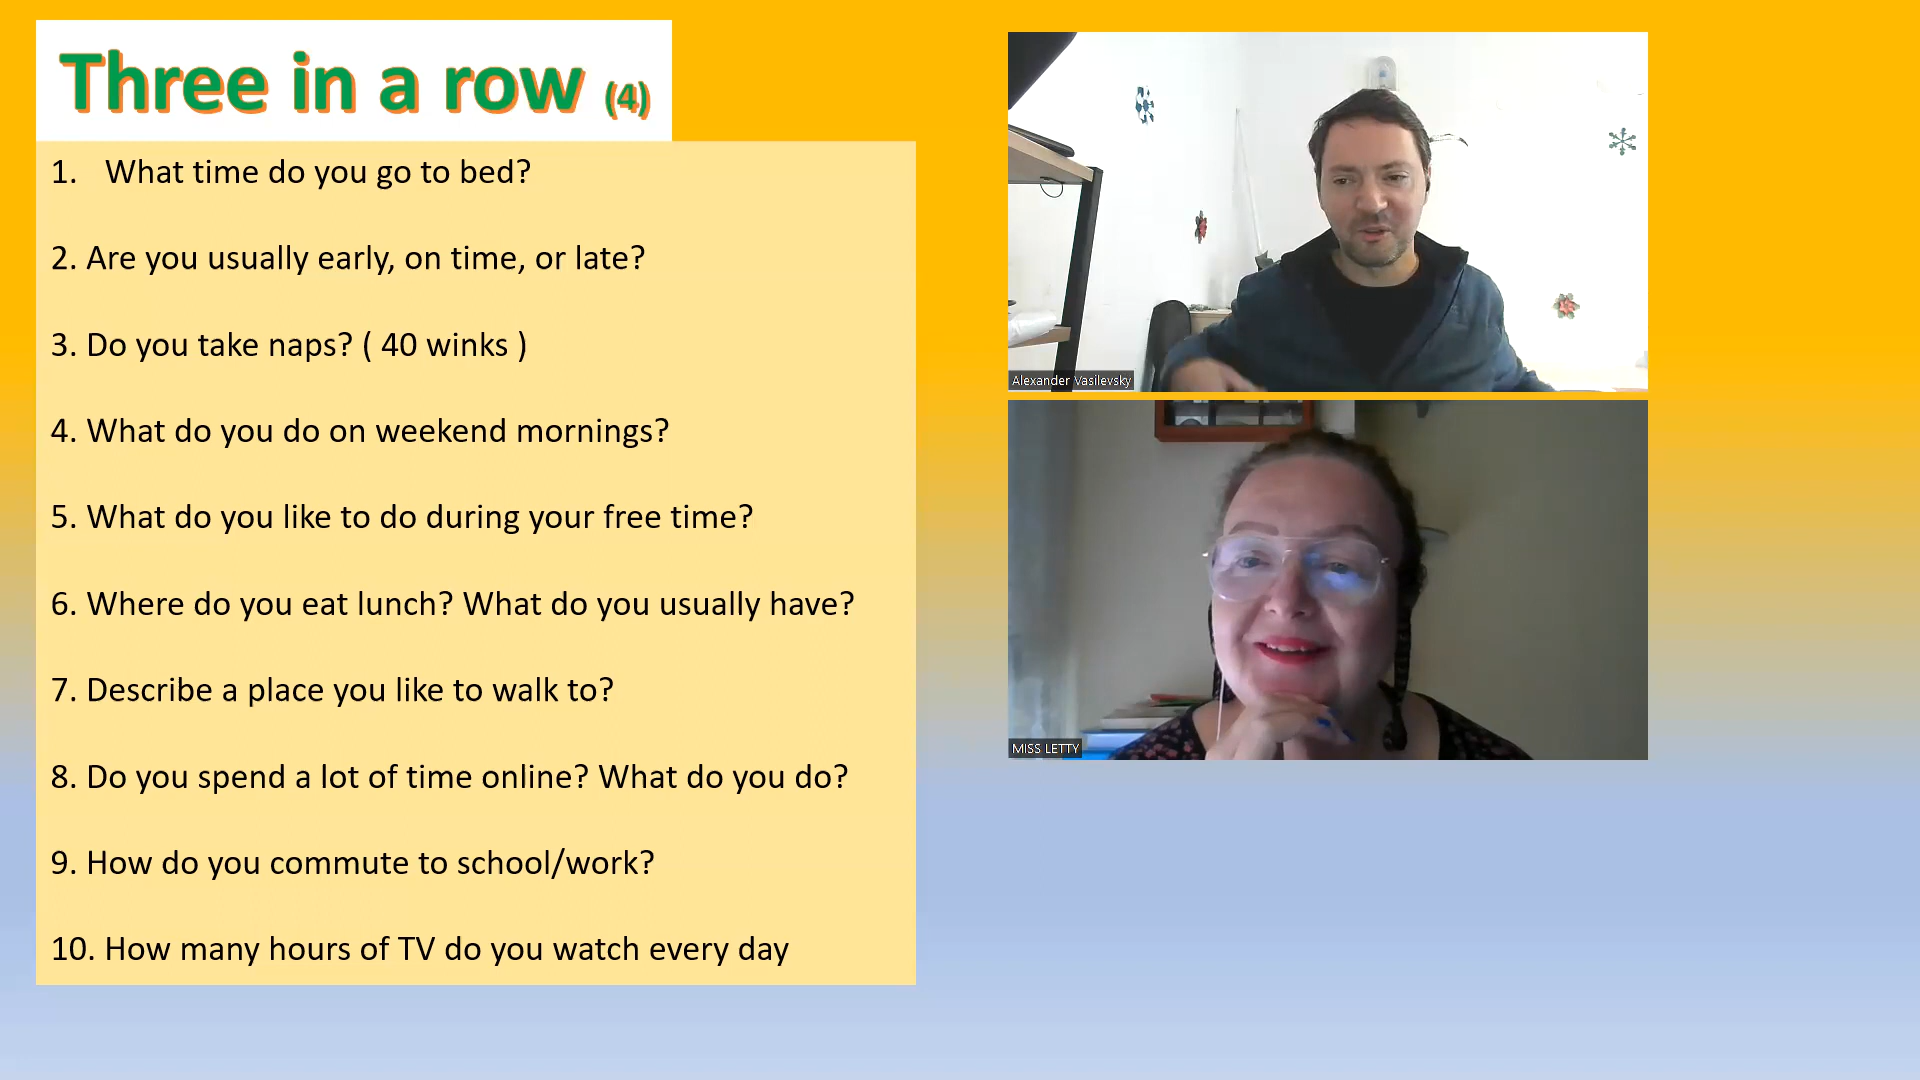 Three in a row (4)
1. What time do you go to bed?
2. Are you usually early, on time, or late?
3. Do you take naps? ( 40 winks )
4. What do you do on weekend mornings?
5. What do you like to do during your free time?
6. Where do you eat lunch? What do you usually have?
7. Describe a place you like to walk to?
8. Do you spend a lot of time online? What do you do?
9. How do you commute to school/work?
10. How many hours of TV do you watch every day
Alexander Vasilevsky
MISS LETTY